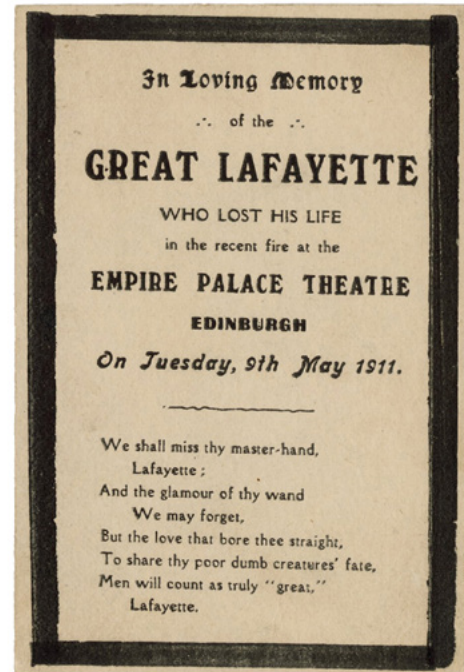 In Loving Memory
.·. of the .·.
GREAT LAFAYETTE
WHO LOST HIS LIFE
in the recent fire at the
EMPIRE PALACE THEATRE
EDINBURGH
On Tuesday, 9th May 1911.
We shall miss thy master-hand,
Lafayette ;
And the glamour of thy wand
We may forget,
But the love that bore thee straight,
To share thy poor dumb creatures' fate,
Men will count as truly "great,"
Lafayette.